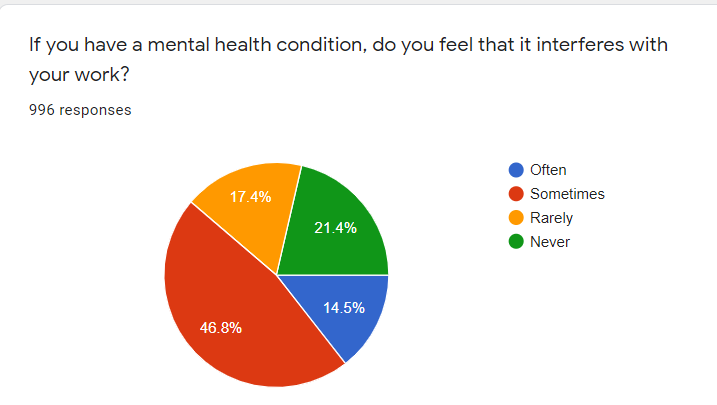 If you have a mental health condition, do you feel that it interferes with
your work?
996 responses
Often
Sometimes
Rarely
Never
17.4%
21.4%
14.5%
46.8%